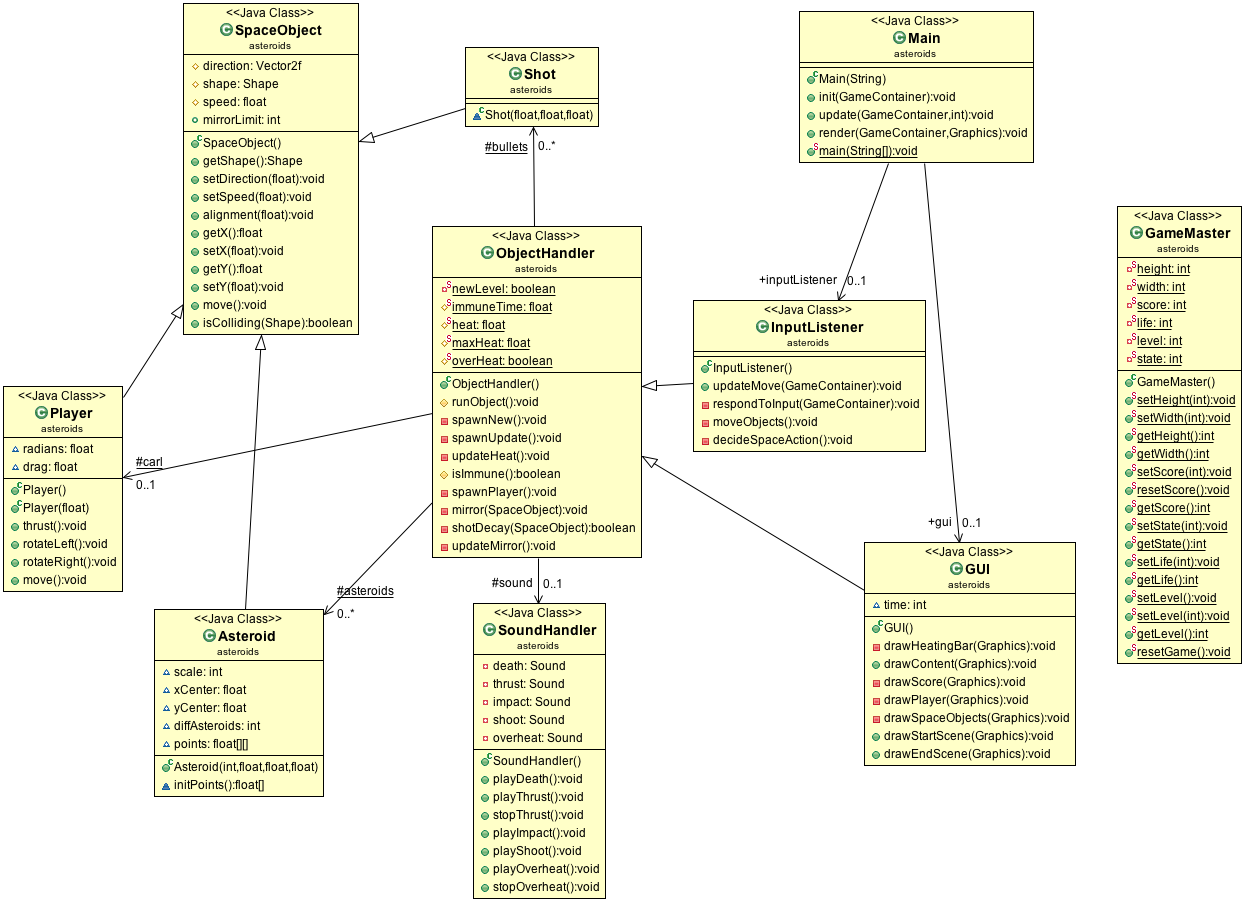 <<Java Class>>
SpaceObject
asteroids
direction: Vector2f
shape: Shape
speed: float
mirrorLimit: int
SpaceObject()
getShape():Shape
setDirection(float):void
setSpeed(float):void
alignment(float):void
getX():float
setX(float):void
getY():float
setY(float):void
move():void
isColliding(Shape):boolean
<<Java Class>>
Shot
asteroids
Shot(float,float,float)
#bullets
0..*
<<Java Class>>
Main
asteroids
Main(String)
init(GameContainer):void
update(GameContainer,int):void
render(GameContainer,Graphics):void
main(String[]):void
+inputListener
0..1
<<Java Class>>
GameMaster
asteroids
height: int
width: int
score: int
life: int
level: int
state: int
GameMaster()
setHeight(int):void
setWidth(int):void
getHeight():int
getWidth():int
setScore(int):void
resetScore():void
getScore():int
setState(int):void
getState():int
setLife(int):void
getLife():int
setLevel():void
setLevel(int):void
getLevel():int
resetGame():void
<<Java Class>>
ObjectHandler
asteroids
newLevel: boolean
immuneTime: float
heat: float
maxHeat: float
overHeat: boolean
ObjectHandler()
runObject():void
spawnNew():void
spawnUpdate():void
updateHeat():void
isImmune():boolean
spawnPlayer():void
mirror(SpaceObject):void
shotDecay(SpaceObject):boolean
updateMirror():void
<<Java Class>>
InputListener
asteroids
InputListener()
updateMove(GameContainer):void
respondToInput(GameContainer):void
moveObjects():void
decideSpaceAction():void
<<Java Class>>
Player
asteroids
radians: float
drag: float
Player()
Player(float)
thrust():void
rotateLeft():void
rotateRight():void
move():void
#carl
0..1
+gui
0..1
#asteroids
0..*
#sound
0..1
<<Java Class>>
GUI
asteroids
time: int
GUI()
drawHeatingBar(Graphics):void
drawContent(Graphics):void
drawScore(Graphics):void
drawPlayer(Graphics):void
drawSpaceObjects(Graphics):void
drawStartScene(Graphics):void
drawEndScene(Graphics):void
<<Java Class>>
Asteroid
asteroids
scale: int
xCenter: float
yCenter: float
diffAsteroids: int
points: float[][]
Asteroid(int,float,float,float)
initPoints():float[]
<<Java Class>>
SoundHandler
asteroids
death: Sound
thrust: Sound
impact: Sound
shoot: Sound
overheat: Sound
SoundHandler()
playDeath():void
playThrust():void
stopThrust():void
playImpact():void
playShoot():void
playOverheat():void
stopOverheat():void